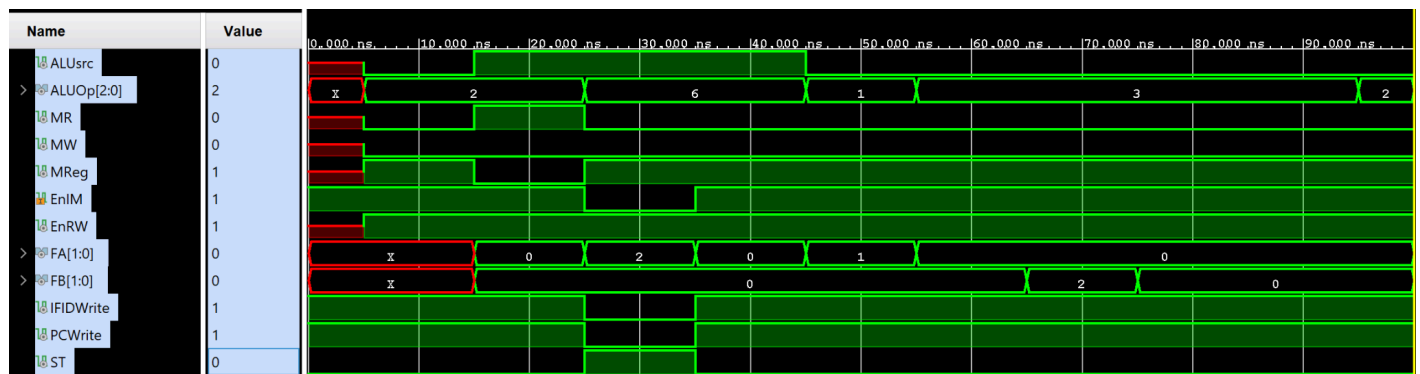 Name Value
0.000 ns 10.000 ns 20.000 ns 30.000 ns 40.000 ns 50.000 ns 60.000 ns 70.000 ns 80.000 ns 90.000 ns
ALUsrc 0
ALUOp[2:0] 2 X 2 6 1 3 2
MR 0
MW 0
MReg 1
EnIM 1
EnRW 1
FA[1:0] 0 X 0 2 0 1 0
FB[1:0] 0 X 0 2 0
IFIDWrite 1
PCWrite 1
ST 0